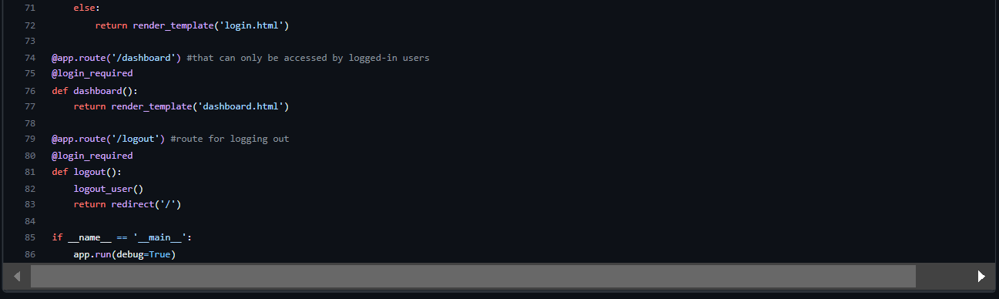 71 else:
72 return render_template('login.html')
73
74 @app.route('/dashboard') #that can only be accessed by logged-in users
75 @login_required
76 def dashboard():
77 return render_template('dashboard.html')
78
79 @app.route('/logout') #route for logging out
80 @login_required
81 def logout():
82 logout_user()
83 return redirect('/')
84
85 if __name__ == '__main__':
86 app.run(debug=True)